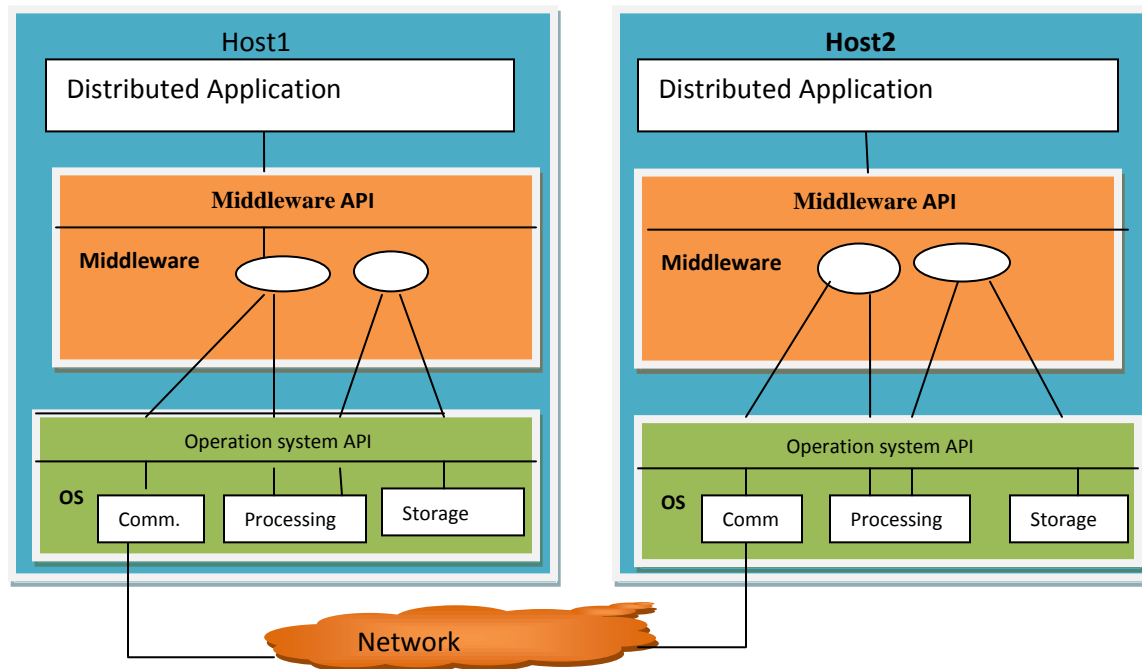 Host1
Distributed Application
Middleware API
Middleware
Operation system API
OS
Comm.
Processing
Storage
Host2
Distributed Application
Middleware API
Middleware
Operation system API
OS
Comm
Processing
Storage
Network